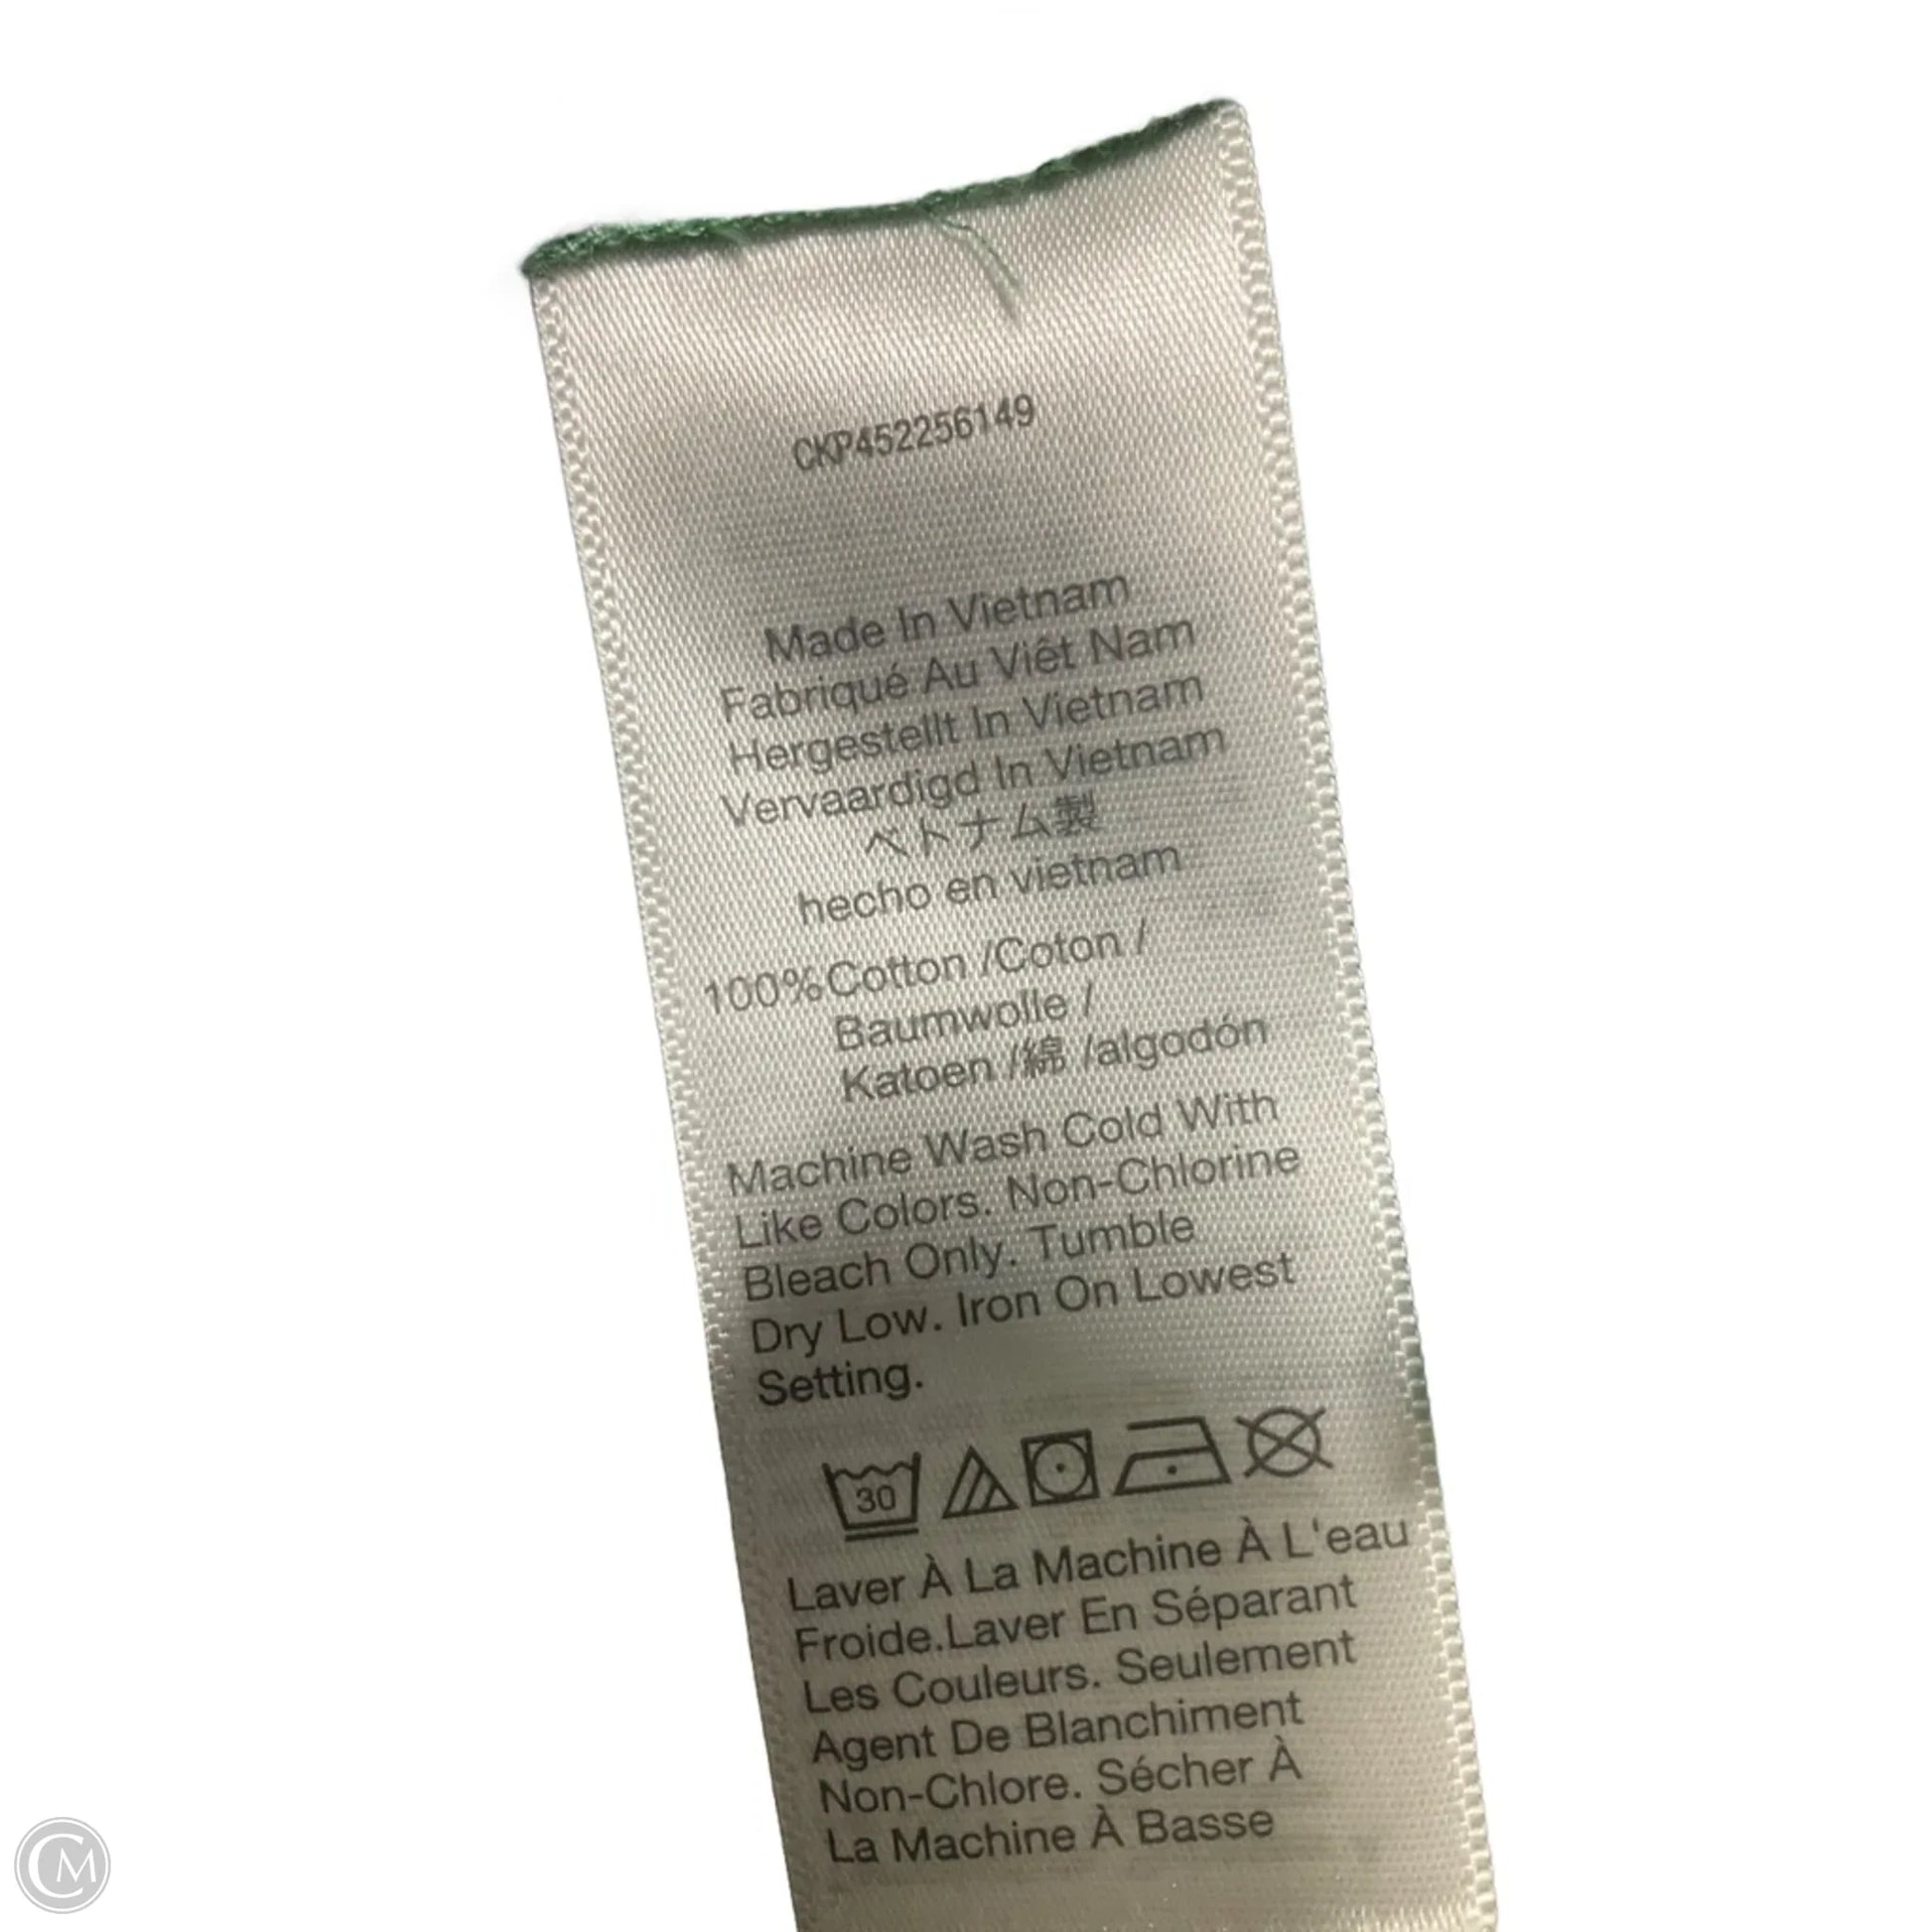 CKP452256149
Made In Vietnam
Fabriqué Au Viêt Nam
Hergestellt In Vietnam
Vervaardigd In Vietnam
ベトナム製
hecho en vietnam
100%Cotton /Coton /
Baumwolle /
Katoen /綿 /algodón
Machine Wash Cold With
Like Colors. Non-Chlorine
Bleach Only. Tumble
Dry Low. Iron On Lowest
Setting.
30
Laver À La Machine À L'eau
Froide.Laver En Séparant
Les Couleurs. Seulement
Agent De Blanchiment
Non-Chlore. Sécher À
La Machine À Basse
CM